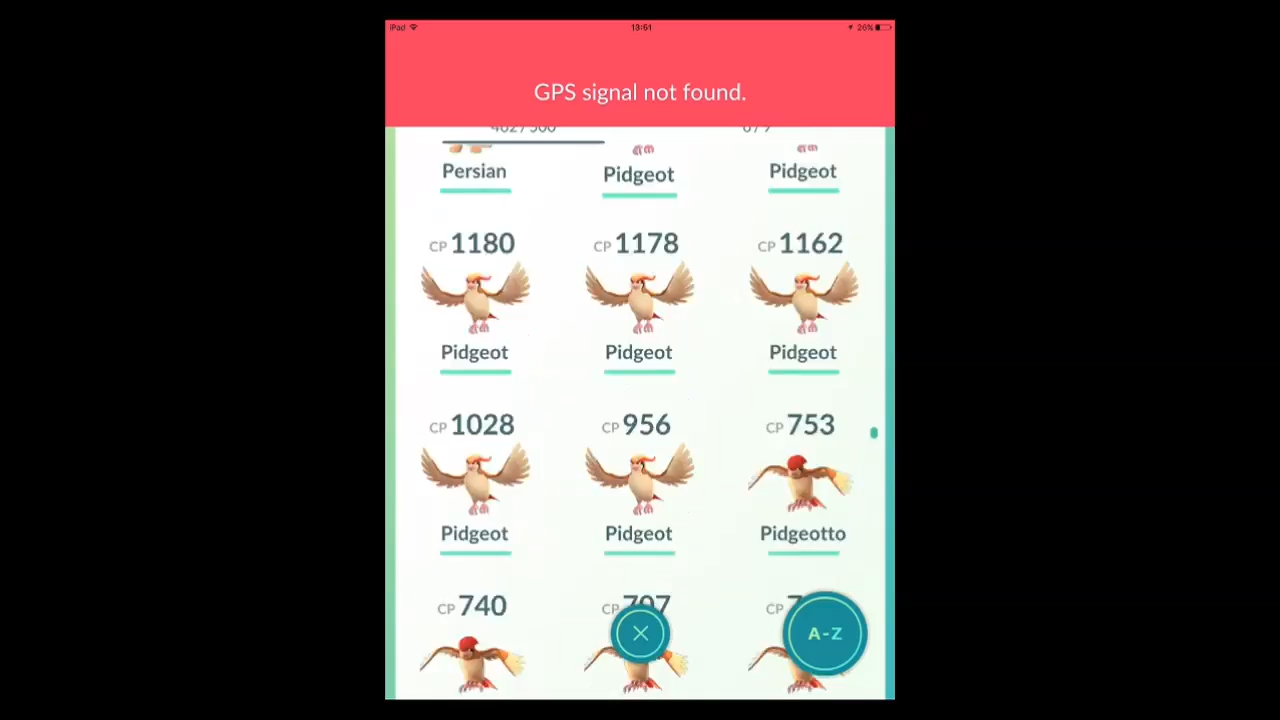 iPad 13:51 26%
GPS signal not found.
Persian Pidgeot Pidgeot
CP 1180 CP 1178 CP 1162
Pidgeot Pidgeot Pidgeot
CP 1028 CP 956 CP 753
Pidgeot Pidgeot Pidgeotto
CP 740 CP CP
A-Z